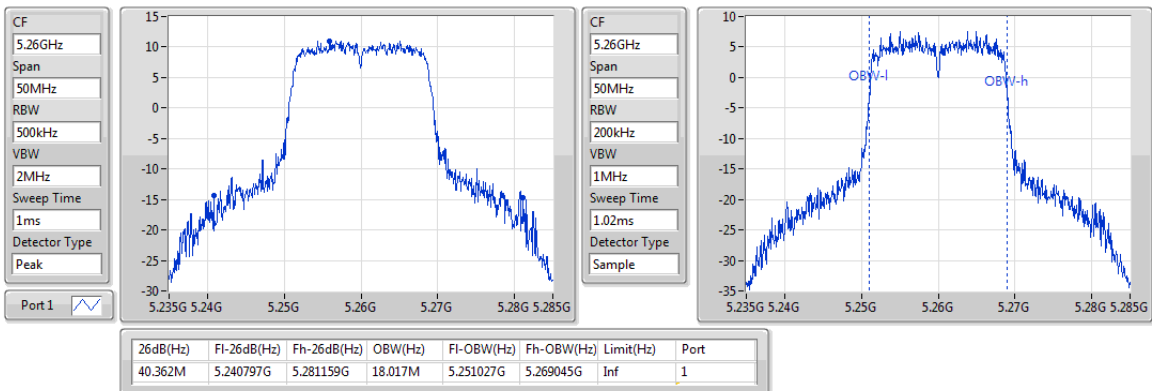 CF
5.26GHz
Span
50MHz
RBW
500kHz
VBW
2MHz
Sweep Time
1ms
Detector Type
Peak
Port 1
15
10
5
0
-5
-10
-15
-20
-25
-30
5.235G 5.24G 5.25G 5.26G 5.27G 5.28G 5.285G
CF
5.26GHz
Span
50MHz
RBW
200kHz
VBW
1MHz
Sweep Time
1.02ms
Detector Type
Sample
10
5
0
-5
-10
-15
-20
-25
-30
-35
OBW-l
OBW-h
5.235G 5.24G 5.25G 5.26G 5.27G 5.28G 5.285G
26dB(Hz) Fl-26dB(Hz) Fh-26dB(Hz) OBW(Hz) Fl-OBW(Hz) Fh-OBW(Hz) Limit(Hz) Port
40.362M 5.240797G 5.281159G 18.017M 5.251027G 5.269045G Inf 1